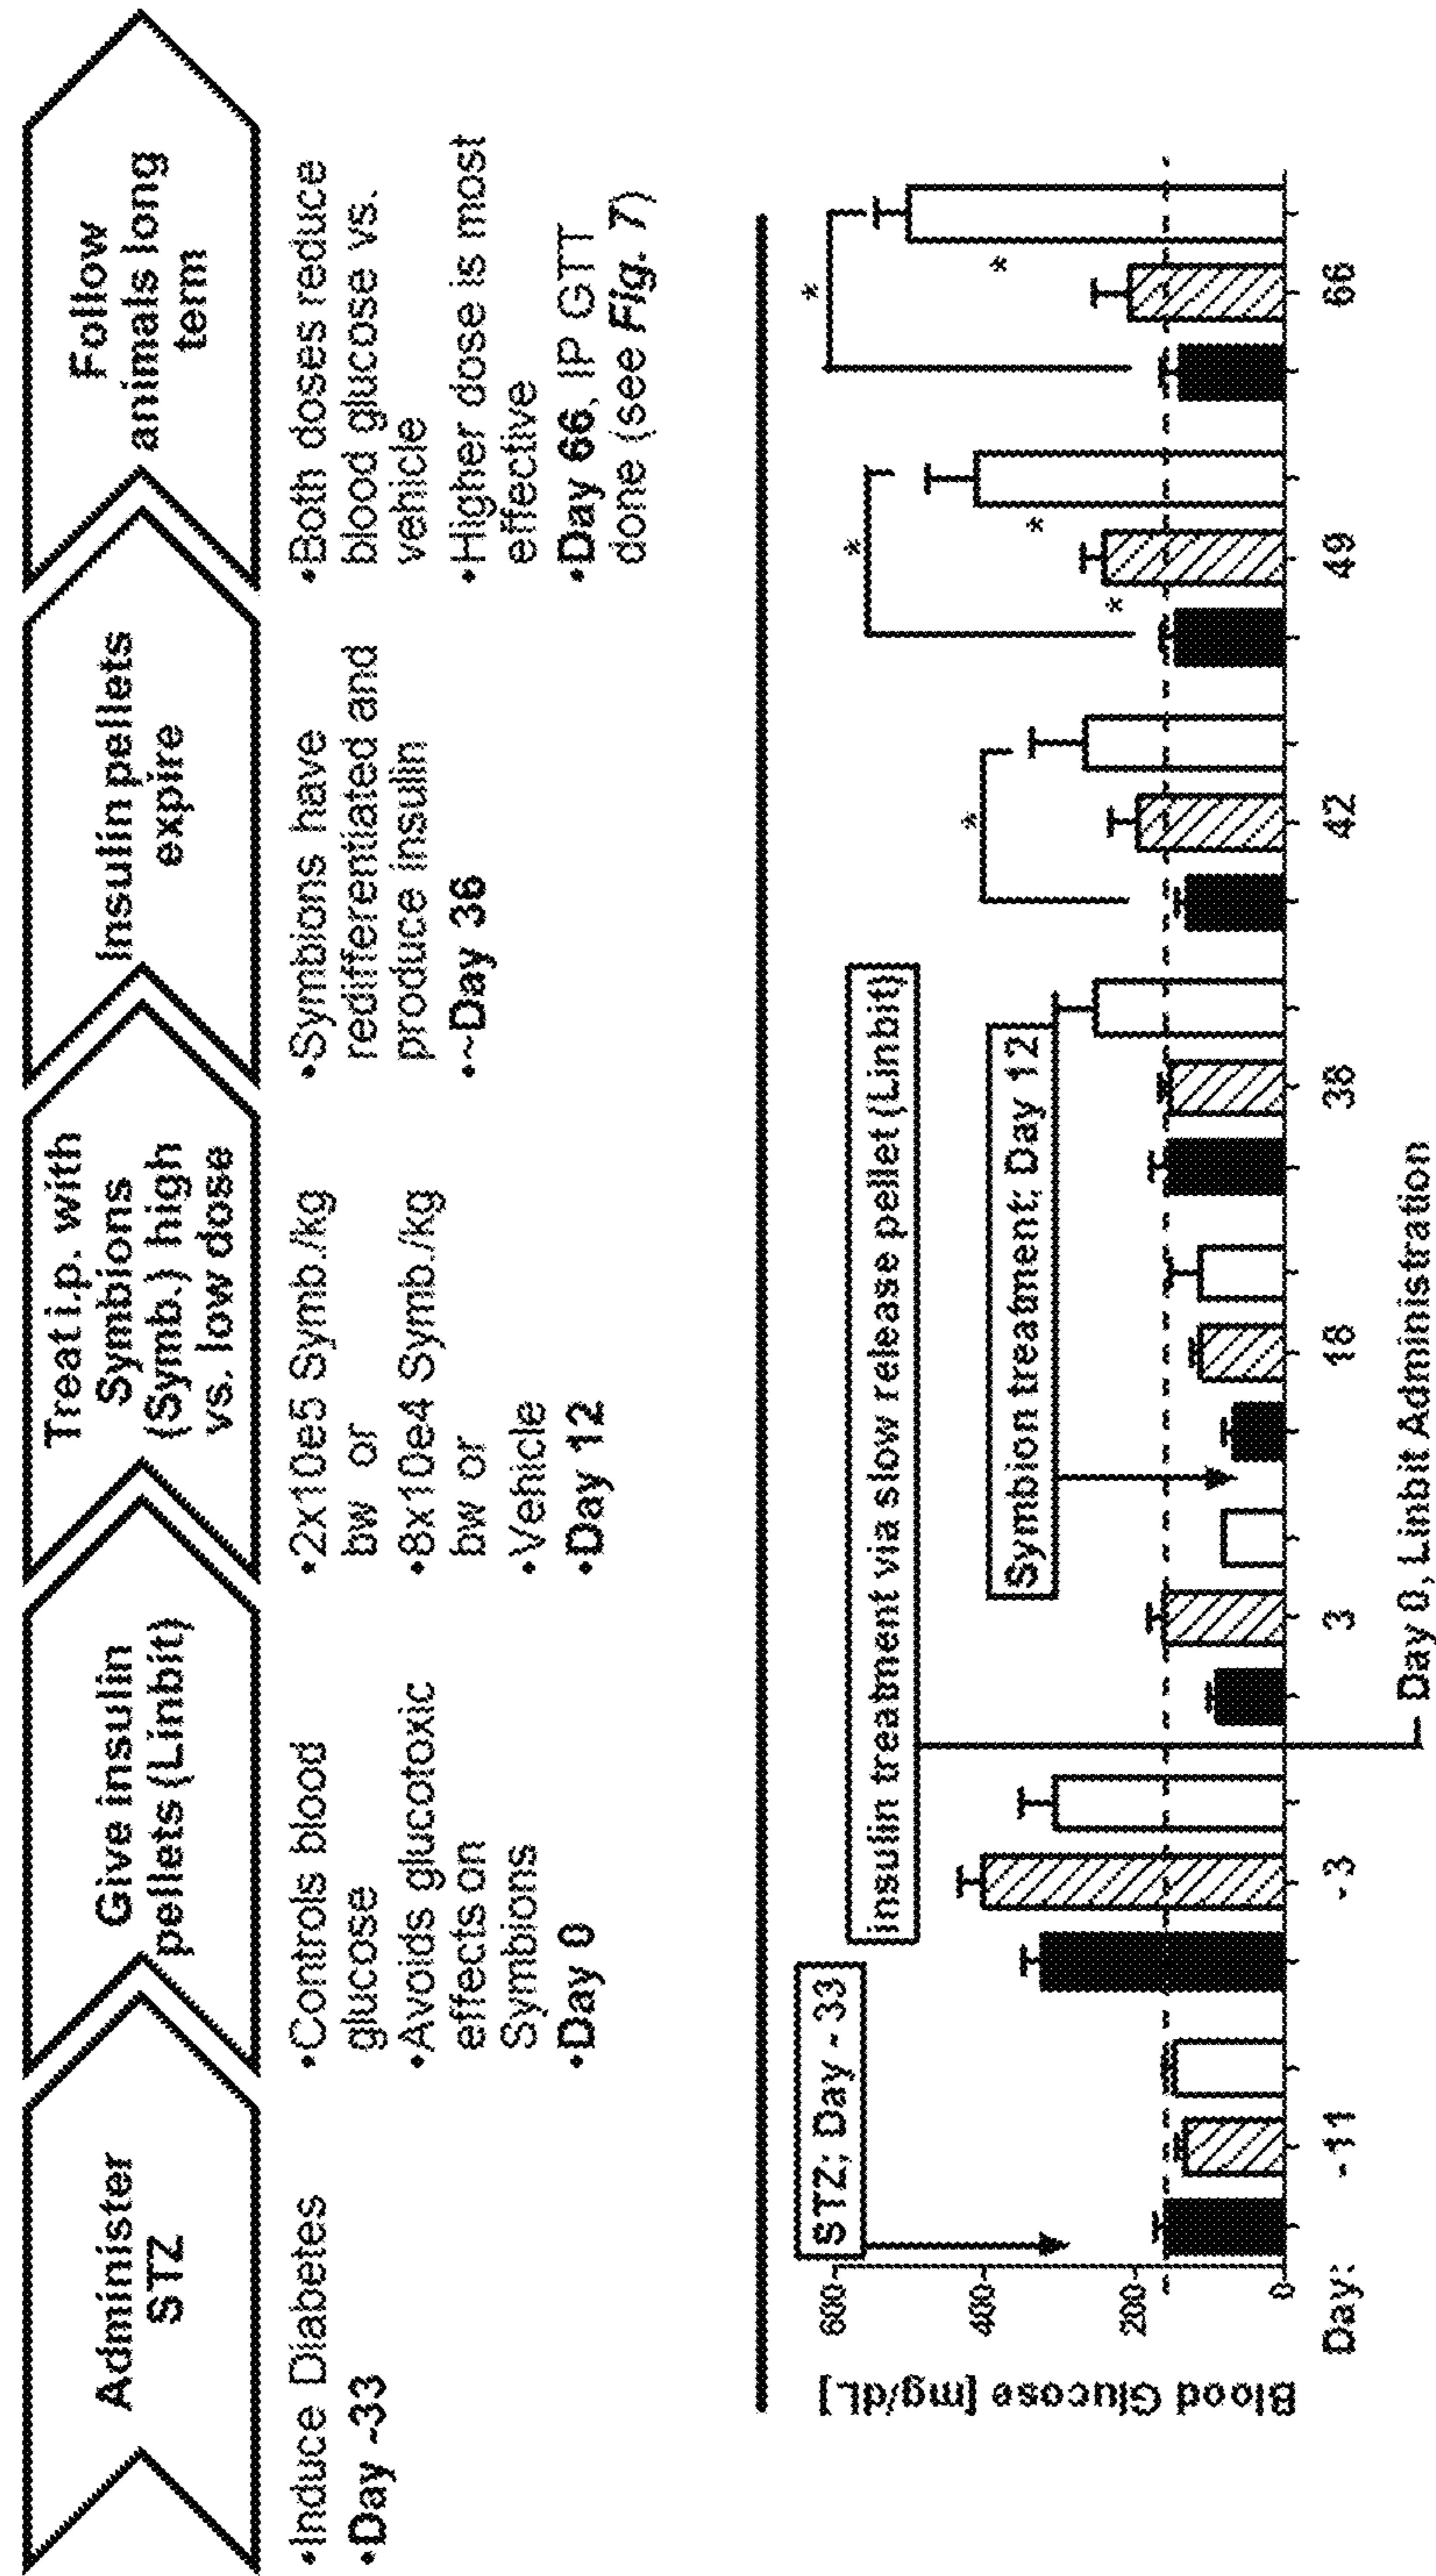 Administer
STZ
Give insulin
pellets (Linbit)
Treat i.p. with
Symbions
(Symb.) high
vs. low dose
Insulin pellets
expire
Follow
animals long
term
•Induce Diabetes
•Day -33
•Controls blood
glucose
•Avoids glucotoxic
effects on
Symbions
•Day 0
•2x10e5 Symb./kg
bw or
•8x10e4 Symb./kg
bw or
•Vehicle
•Day 12
•Symbions have
redifferentiated and
produce insulin
•~Day 36
•Both doses reduce
blood glucose vs.
vehicle
•Higher dose is most
effective
•Day 66, IP GTT
done (see Fig. 7)
STZ; Day -33
insulin treatment via slow release pellet (Linbit)
Symbion treatment; Day 12
Blood Glucose [mg/dL]
600
400
200
0
* * * * * *
Day: -11 -3 3 42 49 66
Day 0, Linbit Administration